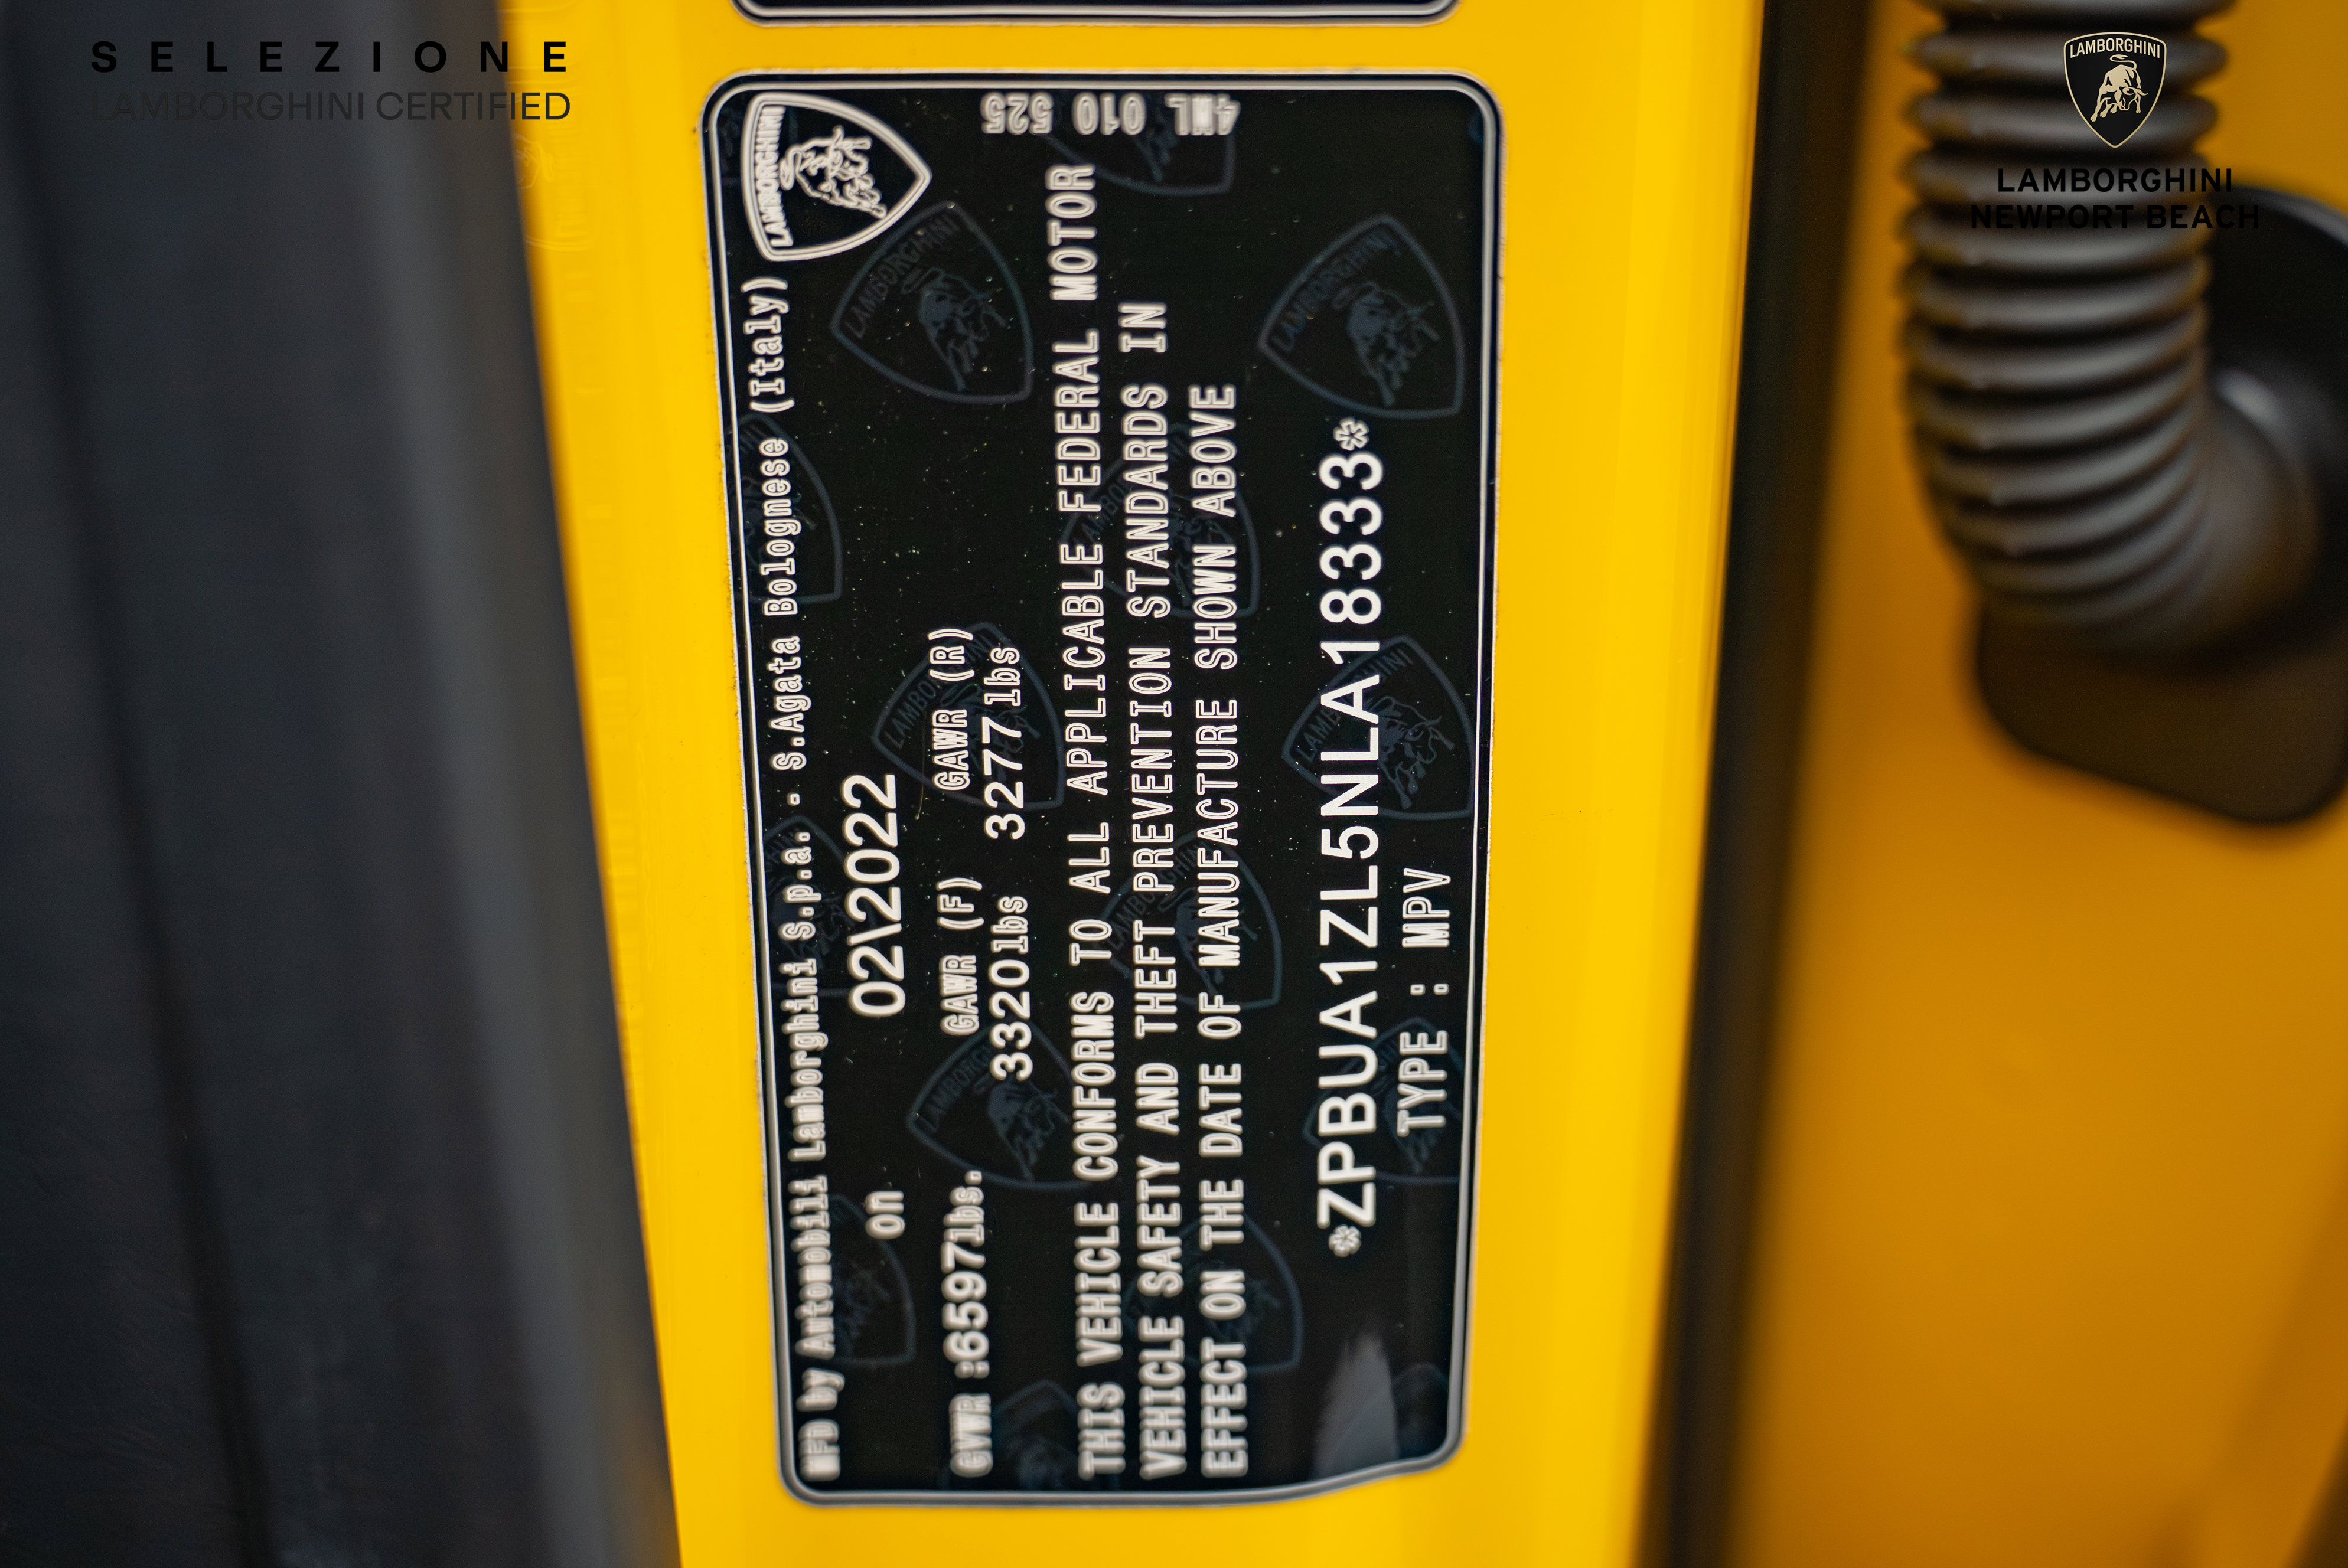 SELEZIONE
LAMBORGHINI CERTIFIED
LAMBORGHINI
LAMBORGHINI
NEWPORT BEACH
LAMBORGHINI
4ML 010 525
MFD by Automobili Lamborghini S.p.a. - S.Agata Bolognese (Italy)
on 02\2022
GAWR (F) GAWR (R)
GVWR :6597lbs. 3320lbs 3277lbs
THIS VEHICLE CONFORMS TO ALL APPLICABLE FEDERAL MOTOR
VEHICLE SAFETY AND THEFT PREVENTION STANDARDS IN
EFFECT ON THE DATE OF MANUFACTURE SHOWN ABOVE
*ZPBUA1ZL5NLA18333*
TYPE : MPV